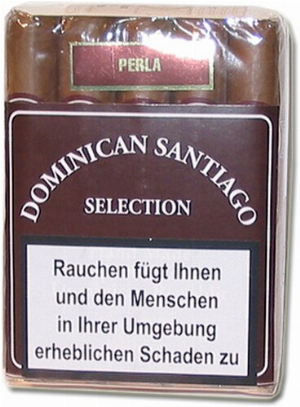 PERLA
DOMINICAN SANTIAGO
SELECTION
Rauchen fügt Ihnen
und den Menschen
in Ihrer Umgebung
erheblichen Schaden zu